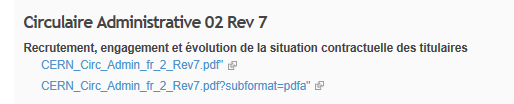 Circulaire Administrative 02 Rev 7
Recrutement, engagement et évolution de la situation contractuelle des titulaires
CERN_Circ_Admin_fr_2_Rev7.pdf"
CERN_Circ_Admin_fr_2_Rev7.pdf?subformat=pdfa"